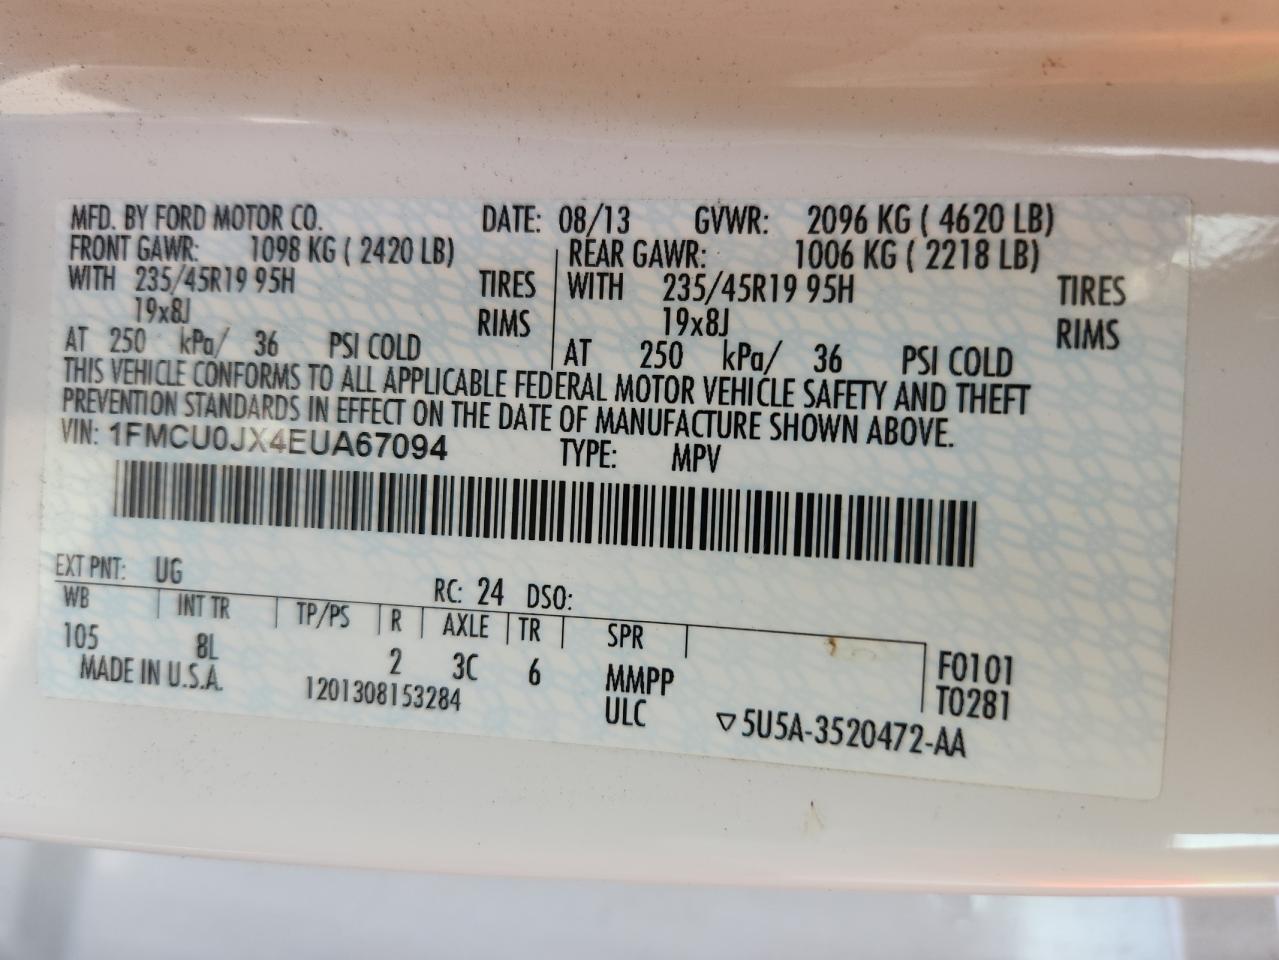 MFD. BY FORD MOTOR CO. DATE: 08/13 GVWR: 2096 KG ( 4620 LB)
FRONT GAWR: 1098 KG ( 2420 LB) REAR GAWR: 1006 KG ( 2218 LB)
WITH 235/45R19 95H TIRES WITH 235/45R19 95H TIRES
19x8J RIMS 19x8J RIMS
AT 250 kPa/ 36 PSI COLD AT 250 kPa/ 36 PSI COLD
THIS VEHICLE CONFORMS TO ALL APPLICABLE FEDERAL MOTOR VEHICLE SAFETY AND THEFT
PREVENTION STANDARDS IN EFFECT ON THE DATE OF MANUFACTURE SHOWN ABOVE.
VIN: 1FMCU0JX4EUA67094 TYPE: MPV
EXT PNT: UG RC: 24 DSO:
WB INT TR TP/PS R AXLE TR SPR
105 8L 2 3C 6 MMPP F0101
MADE IN U.S.A. 1201308153284 ULC T0281
▽5U5A-3520472-AA